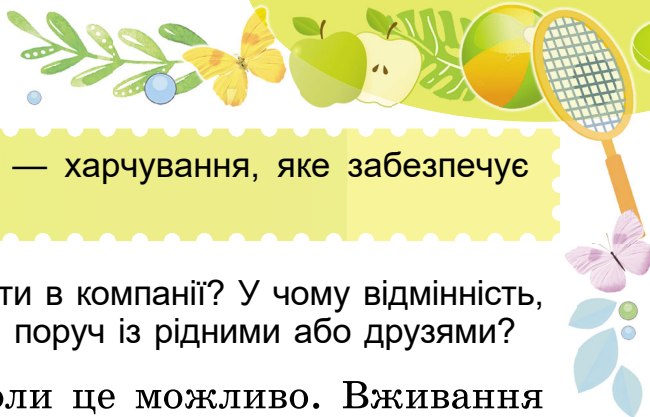 — харчування, яке забезпечує
ти в компанії? У чому відмінність,
поруч із рідними або друзями?
оли це можливо. Вживання